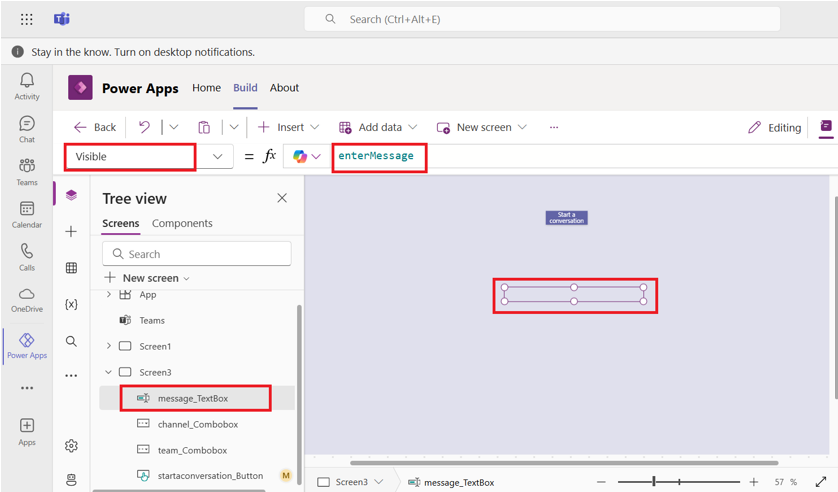 Search (Ctrl+Alt+E)
Stay in the know. Turn on desktop notifications.
Activity
Chat
Teams
Calendar
Calls
OneDrive
Power Apps
Apps
Power Apps Home Build About
Back Insert Add data New screen ... Editing
Visible = fx enterMessage
Tree view
Screens Components
Search
New screen
App
Teams
Screen1
Screen3
message_TextBox
channel_Combobox
team_Combobox
startaconversation_Button M
Start a
conversation
Screen3 message_TextBox 57 %